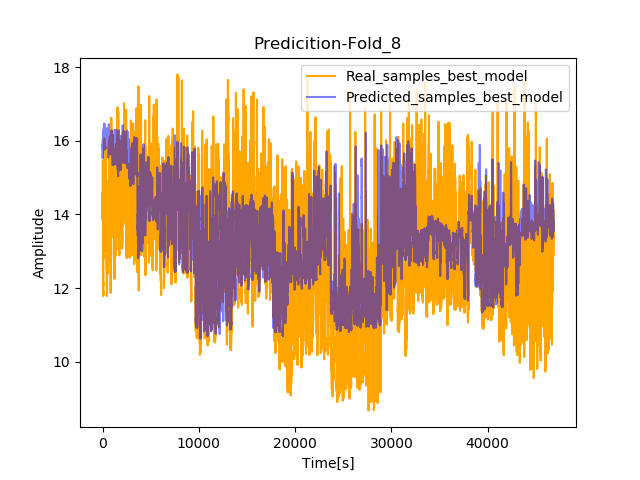 Predicition-Fold_8
18
Real_samples_best_model
Predicted_samples_best_model
16
14
12
10
Amplitude
0 10000 20000 30000 40000
Time[s]